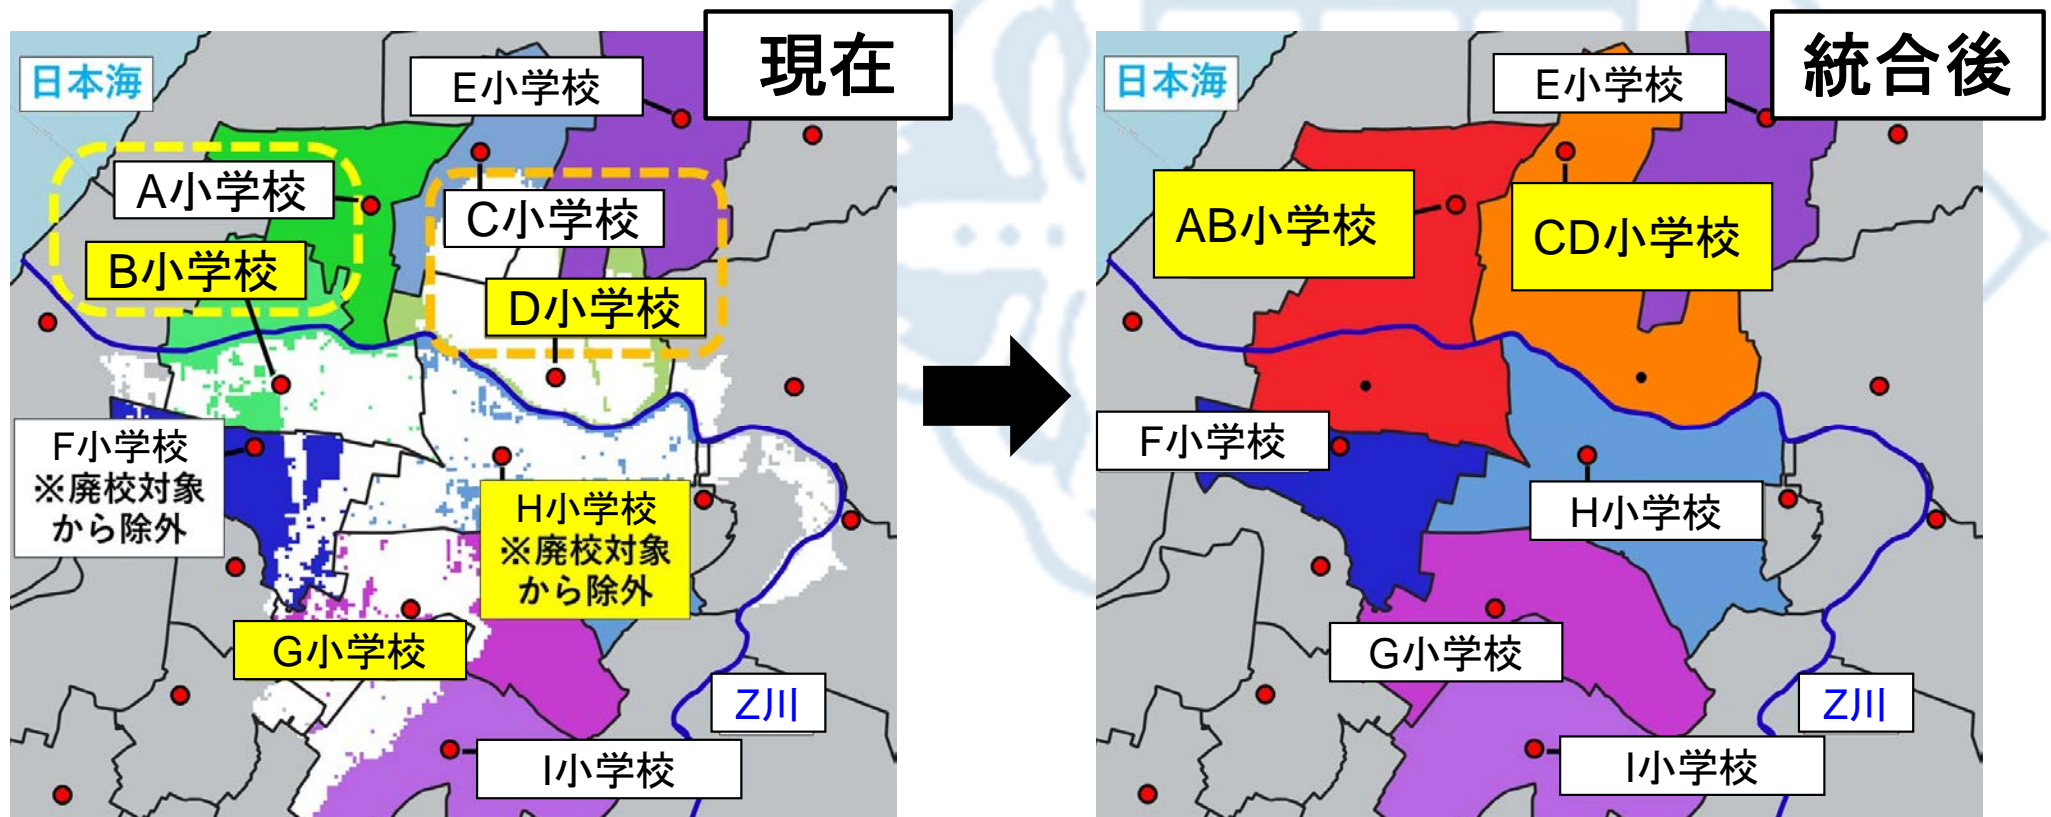 現在
日本海
E小学校
A小学校
C小学校
B小学校
D小学校
F小学校
※廃校対象
から除外
H小学校
※廃校対象
から除外
G小学校
Z川
I小学校
統合後
日本海
E小学校
AB小学校
CD小学校
F小学校
H小学校
G小学校
Z川
I小学校